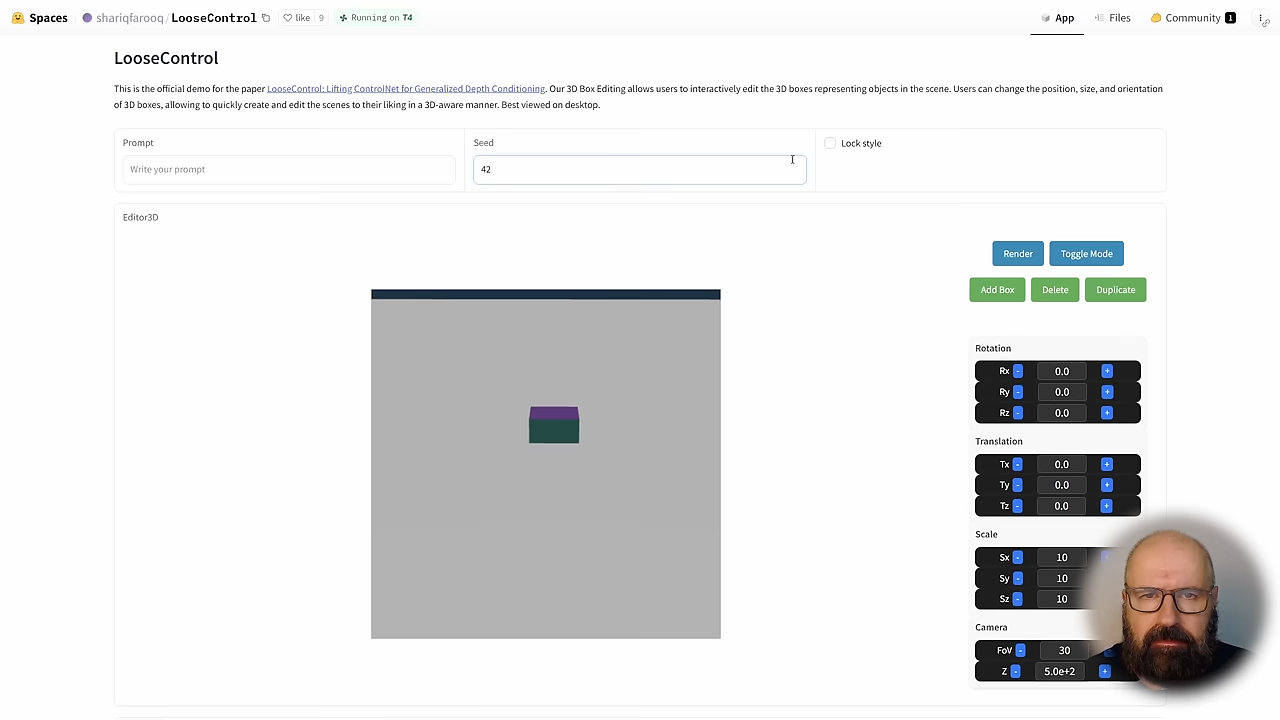 Spaces shariqfarooq/LooseControl like 9 Running on T4 App Files Community 1
LooseControl
This is the official demo for the paper LooseControl: Lifting ControlNet for Generalized Depth Conditioning. Our 3D Box Editing allows users to interactively edit the 3D boxes representing objects in the scene. Users can change the position, size, and orientation
of 3D boxes, allowing to quickly create and edit the scenes to their liking in a 3D-aware manner. Best viewed on desktop.
Prompt
Write your prompt
Seed
42
Lock style
Editor3D
Render Toggle Mode
Add Box Delete Duplicate
Rotation
Rx - 0.0 +
Ry - 0.0 +
Rz - 0.0 +
Translation
Tx - 0.0 +
Ty - 0.0 +
Tz - 0.0 +
Scale
Sx - 10
Sy - 10
Sz - 10
Camera
FoV - 30
Z - 5.0e+2 +